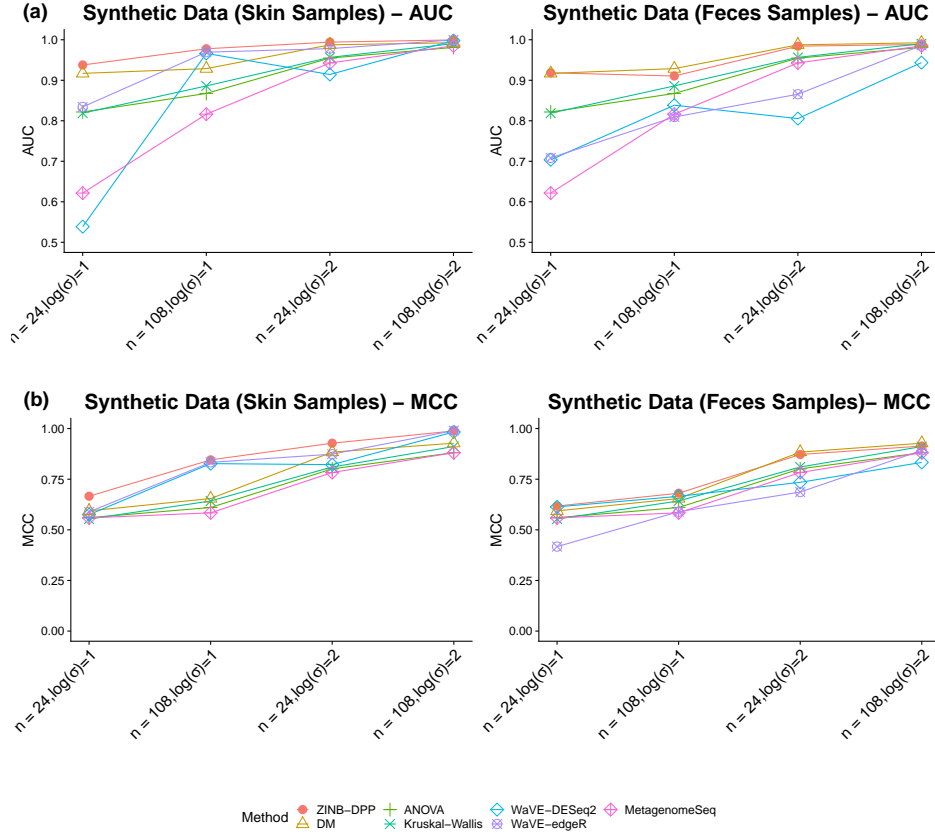 (a)
Synthetic Data (Skin Samples) – AUC
Synthetic Data (Feces Samples) – AUC
1.0
0.9
0.8
0.7
0.6
0.5
AUC
n = 24,log(σ)=1
n = 108,log(σ)=1
n = 24,log(σ)=2
n = 108,log(σ)=2
1.0
0.9
0.8
0.7
0.6
0.5
AUC
n = 24,log(σ)=1
n = 108,log(σ)=1
n = 24,log(σ)=2
n = 108,log(σ)=2
(b)
Synthetic Data (Skin Samples) – MCC
Synthetic Data (Feces Samples)– MCC
1.00
0.75
0.50
0.25
0.00
MCC
n = 24,log(σ)=1
n = 108,log(σ)=1
n = 24,log(σ)=2
n = 108,log(σ)=2
1.00
0.75
0.50
0.25
0.00
MCC
n = 24,log(σ)=1
n = 108,log(σ)=1
n = 24,log(σ)=2
n = 108,log(σ)=2
Method
ZINB–DPP
ANOVA
WaVE–DESeq2
MetagenomeSeq
DM
Kruskal–Wallis
WaVE–edgeR